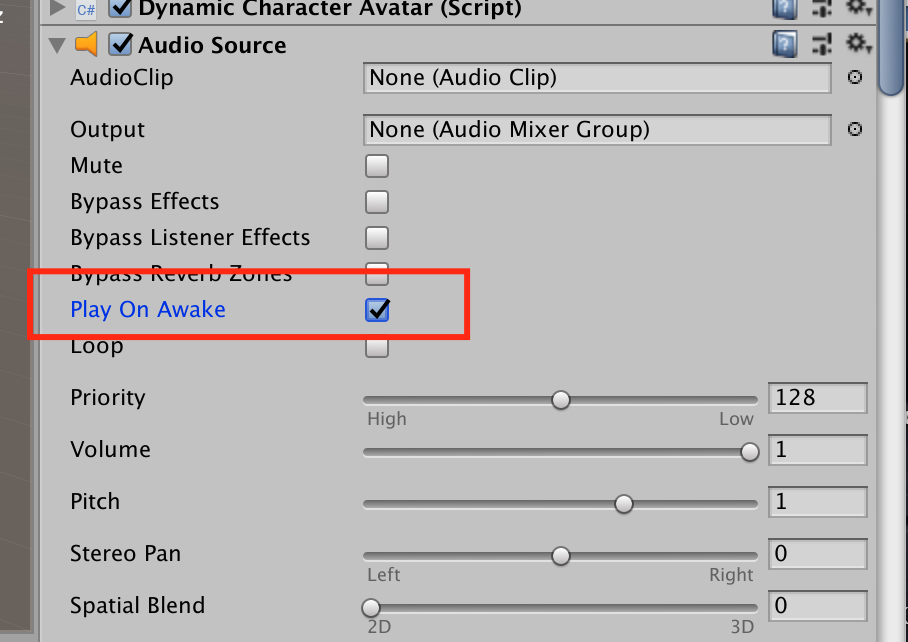 C# Dynamic Character Avatar (Script)
Audio Source
AudioClip None (Audio Clip)
Output None (Audio Mixer Group)
Mute
Bypass Effects
Bypass Listener Effects
Bypass Reverb Zones
Play On Awake
Loop
Priority 128
High Low
Volume 1
Pitch 1
Stereo Pan 0
Left Right
Spatial Blend 0
2D 3D